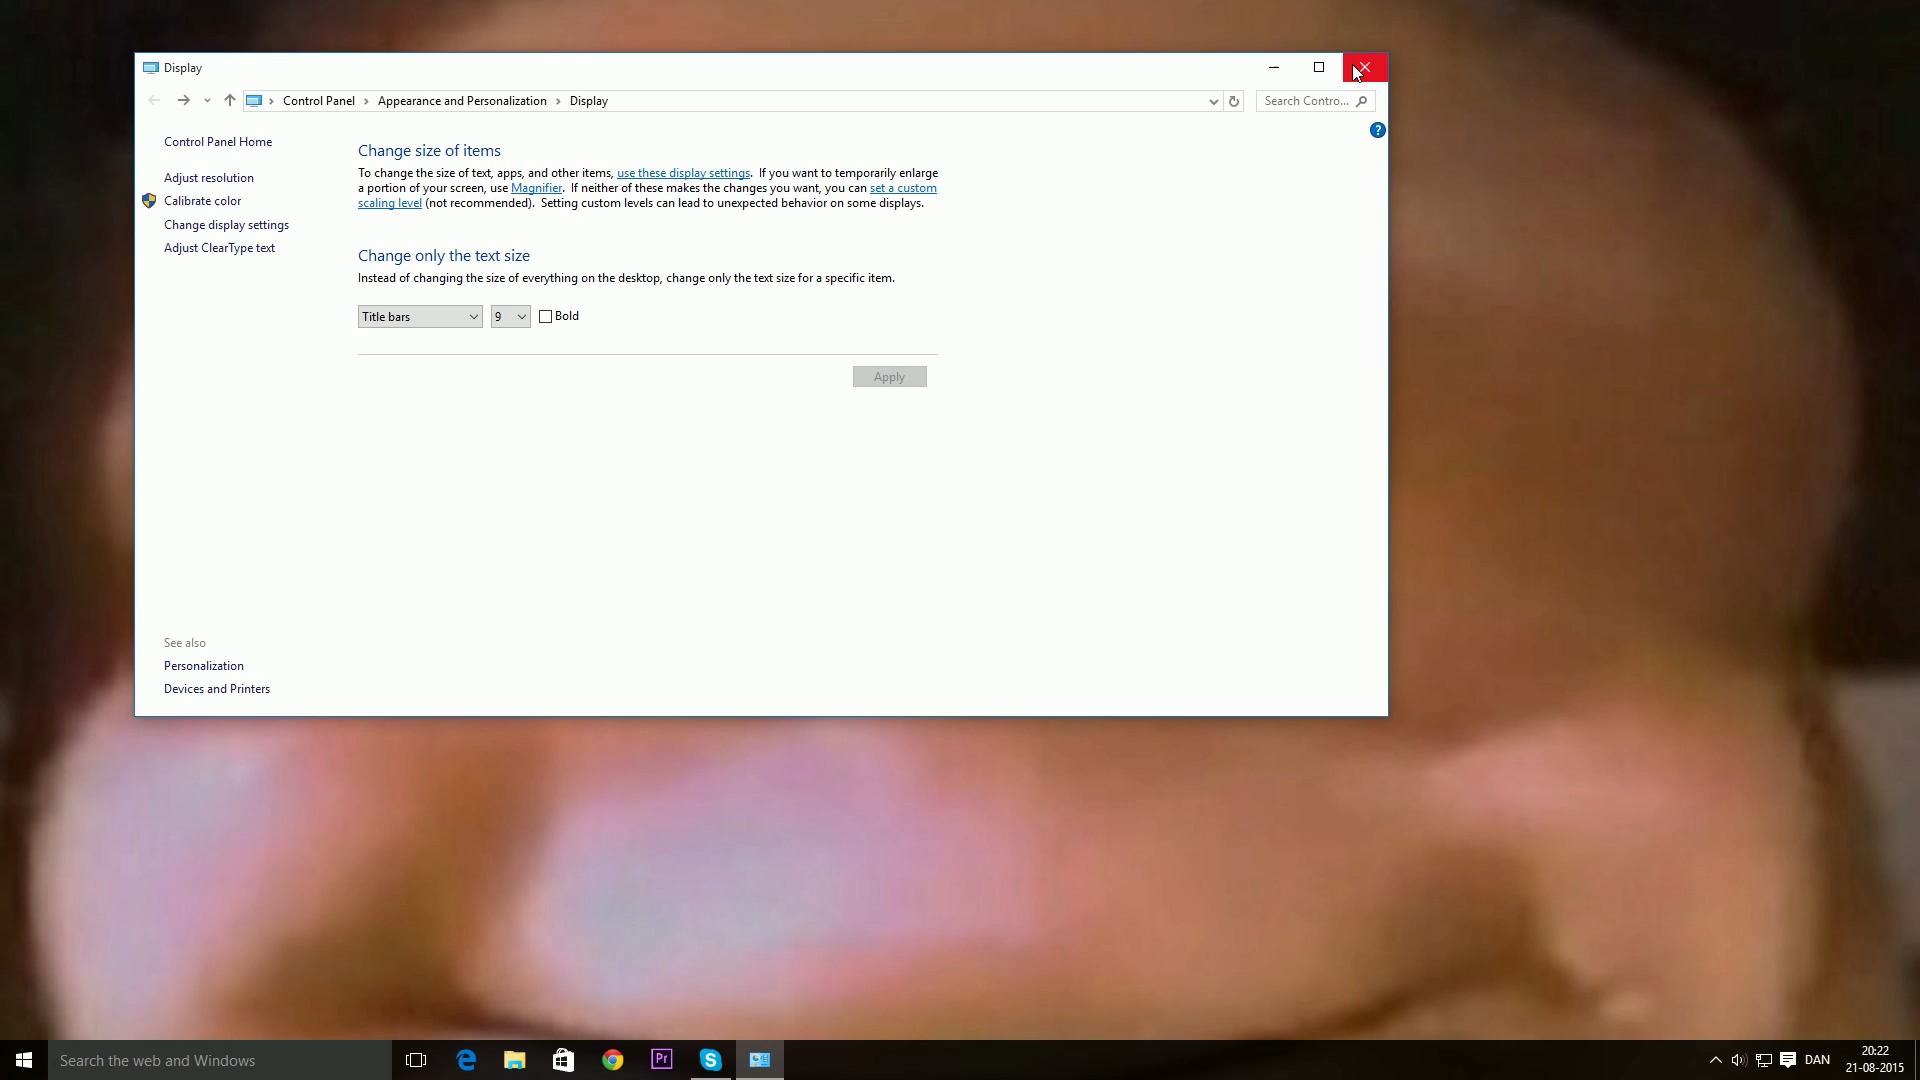 Display
Control Panel > Appearance and Personalization > Display
Search Contro...
?
Control Panel Home
Adjust resolution
Calibrate color
Change display settings
Adjust ClearType text
Change size of items
To change the size of text, apps, and other items, use these display settings. If you want to temporarily enlarge
a portion of your screen, use Magnifier. If neither of these makes the changes you want, you can set a custom
scaling level (not recommended). Setting custom levels can lead to unexpected behavior on some displays.
Change only the text size
Instead of changing the size of everything on the desktop, change only the text size for a specific item.
Title bars 9 Bold
Apply
See also
Personalization
Devices and Printers
Search the web and Windows
Pr
DAN
20:22
21-08-2015